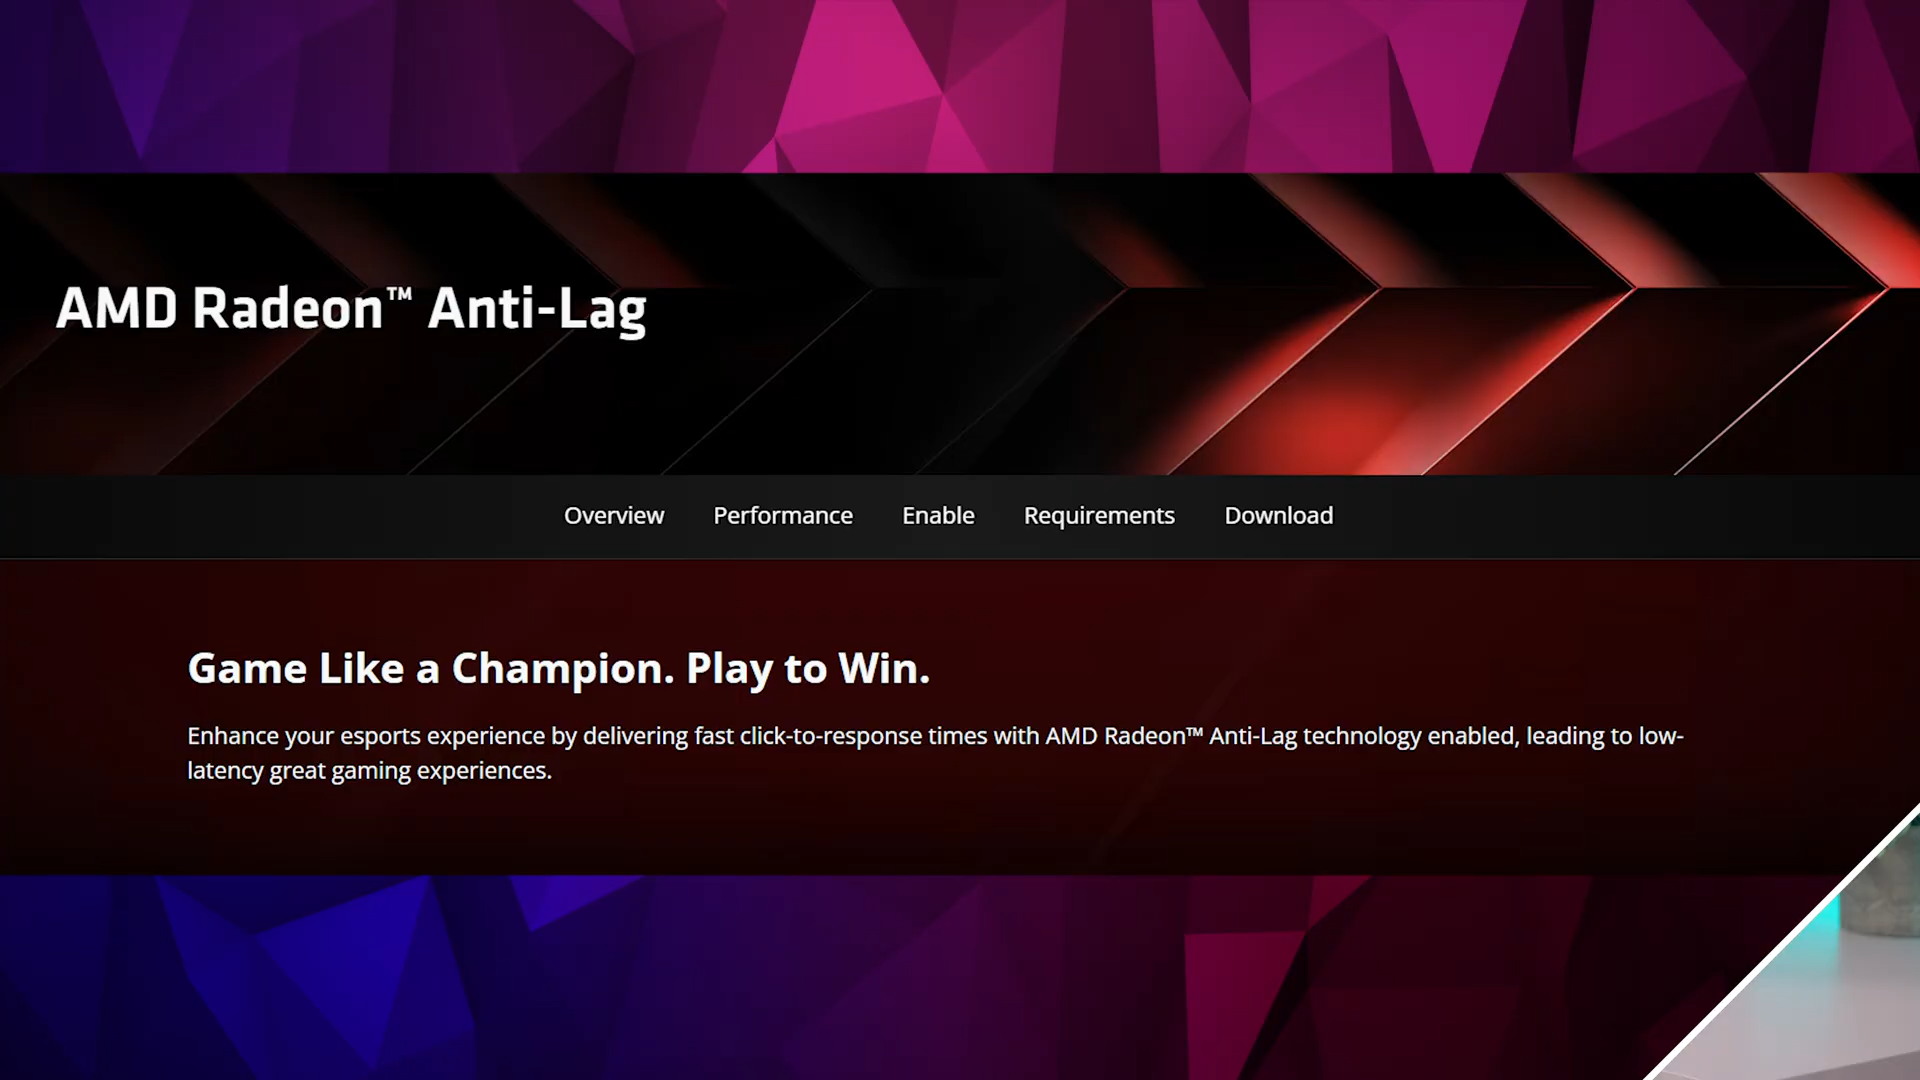 AMD Radeon™ Anti-Lag
Overview Performance Enable Requirements Download
Game Like a Champion. Play to Win.
Enhance your esports experience by delivering fast click-to-response times with AMD Radeon™ Anti-Lag technology enabled, leading to low-
latency great gaming experiences.